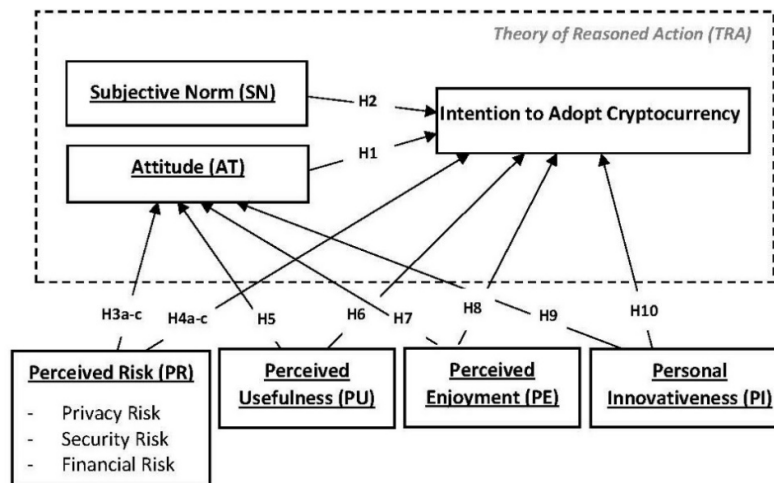 Theory of Reasoned Action (TRA)
Subjective Norm (SN)
H2
Intention to Adopt Cryptocurrency
Attitude (AT)
H1
H3a-c
H4a-c
H5
H6
H7
H8
H9
H10
Perceived Risk (PR)
- Privacy Risk
- Security Risk
- Financial Risk
Perceived
Usefulness (PU)
Perceived
Enjoyment (PE)
Personal
Innovativeness (PI)